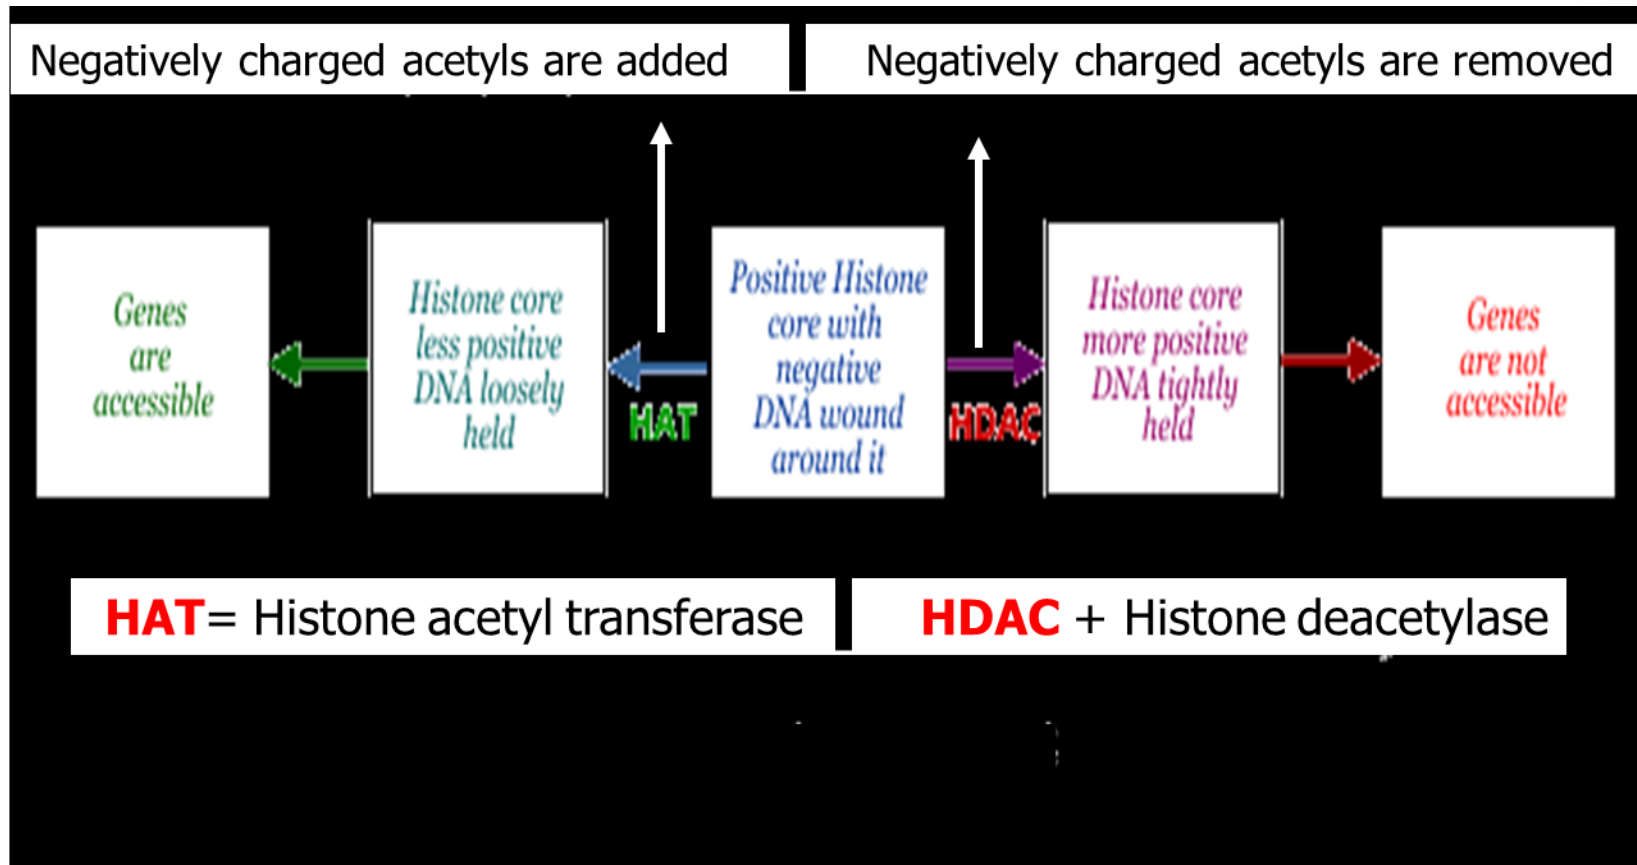 Negatively charged acetyls are added
Negatively charged acetyls are removed
Genes
are
accessible
Histone core
less positive
DNA loosely
held
HAT
Positive Histone
core with
negative
DNA wound
around it
HDAC
Histone core
more positive
DNA tightly
held
Genes
are not
accessible
HAT= Histone acetyl transferase
HDAC + Histone deacetylase